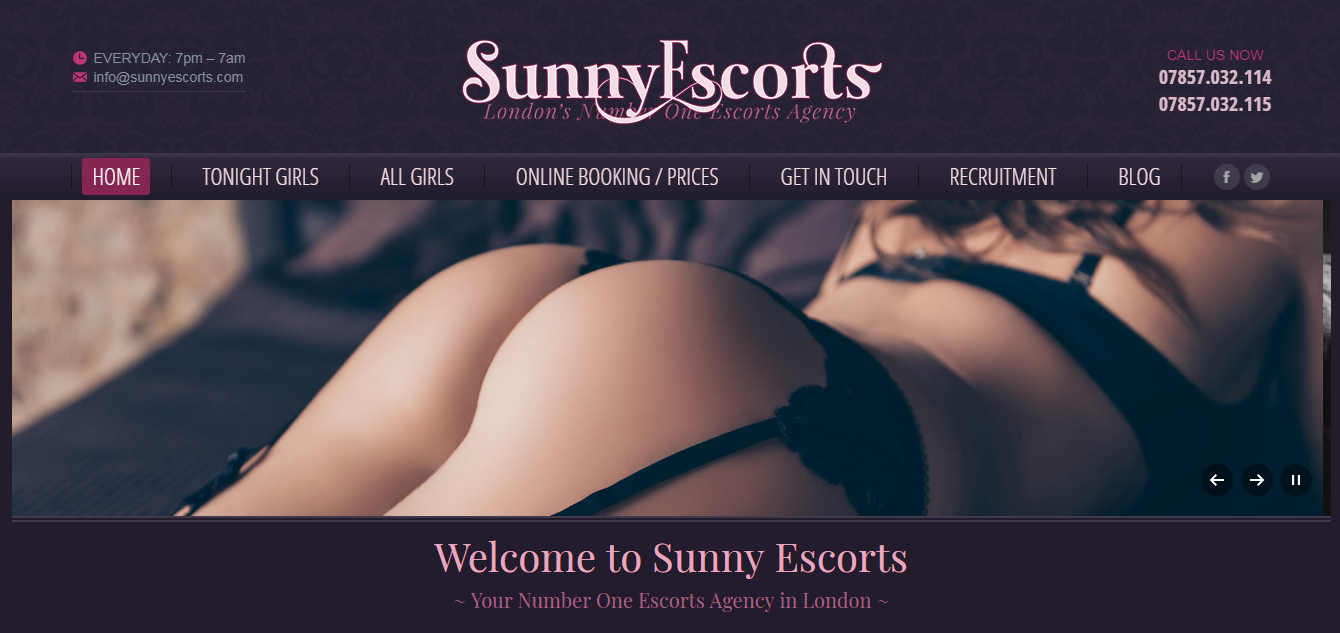 EVERYDAY: 7pm – 7am
info@sunnyescorts.com
SunnyEscorts
London's Number One Escorts Agency
CALL US NOW
07857.032.114
07857.032.115
HOME TONIGHT GIRLS ALL GIRLS ONLINE BOOKING / PRICES GET IN TOUCH RECRUITMENT BLOG
Welcome to Sunny Escorts
~ Your Number One Escorts Agency in London ~